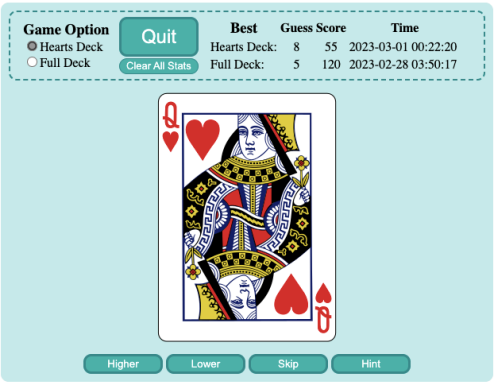 Game Option
Hearts Deck
Full Deck
Quit
Clear All Stats
Best Guess Score Time
Hearts Deck: 8 55 2023-03-01 00:22:20
Full Deck: 5 120 2023-02-28 03:50:17
Q
Q
Higher Lower Skip Hint